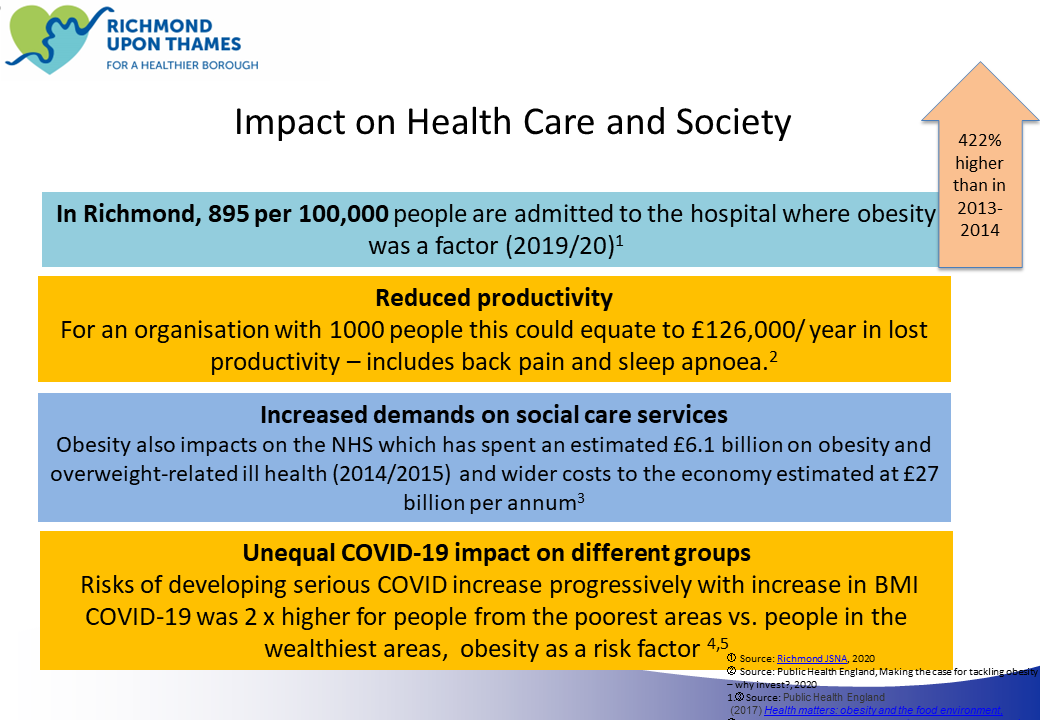 RICHMOND
UPON THAMES
FOR A HEALTHIER BOROUGH
Impact on Health Care and Society
422%
higher
than in
2013-
2014
In Richmond, 895 per 100,000 people are admitted to the hospital where obesity
was a factor (2019/20)1
Reduced productivity
For an organisation with 1000 people this could equate to £126,000/ year in lost
productivity – includes back pain and sleep apnoea.2
Increased demands on social care services
Obesity also impacts on the NHS which has spent an estimated £6.1 billion on obesity and
overweight-related ill health (2014/2015) and wider costs to the economy estimated at £27
billion per annum3
Unequal COVID-19 impact on different groups
Risks of developing serious COVID increase progressively with increase in BMI
COVID-19 was 2 x higher for people from the poorest areas vs. people in the
wealthiest areas, obesity as a risk factor 4,5
① Source: Richmond JSNA, 2020
② Source: Public Health England, Making the case for tackling obesity
– why invest?, 2020
1.③ Source: Public Health England
(2017) Health matters: obesity and the food environment.